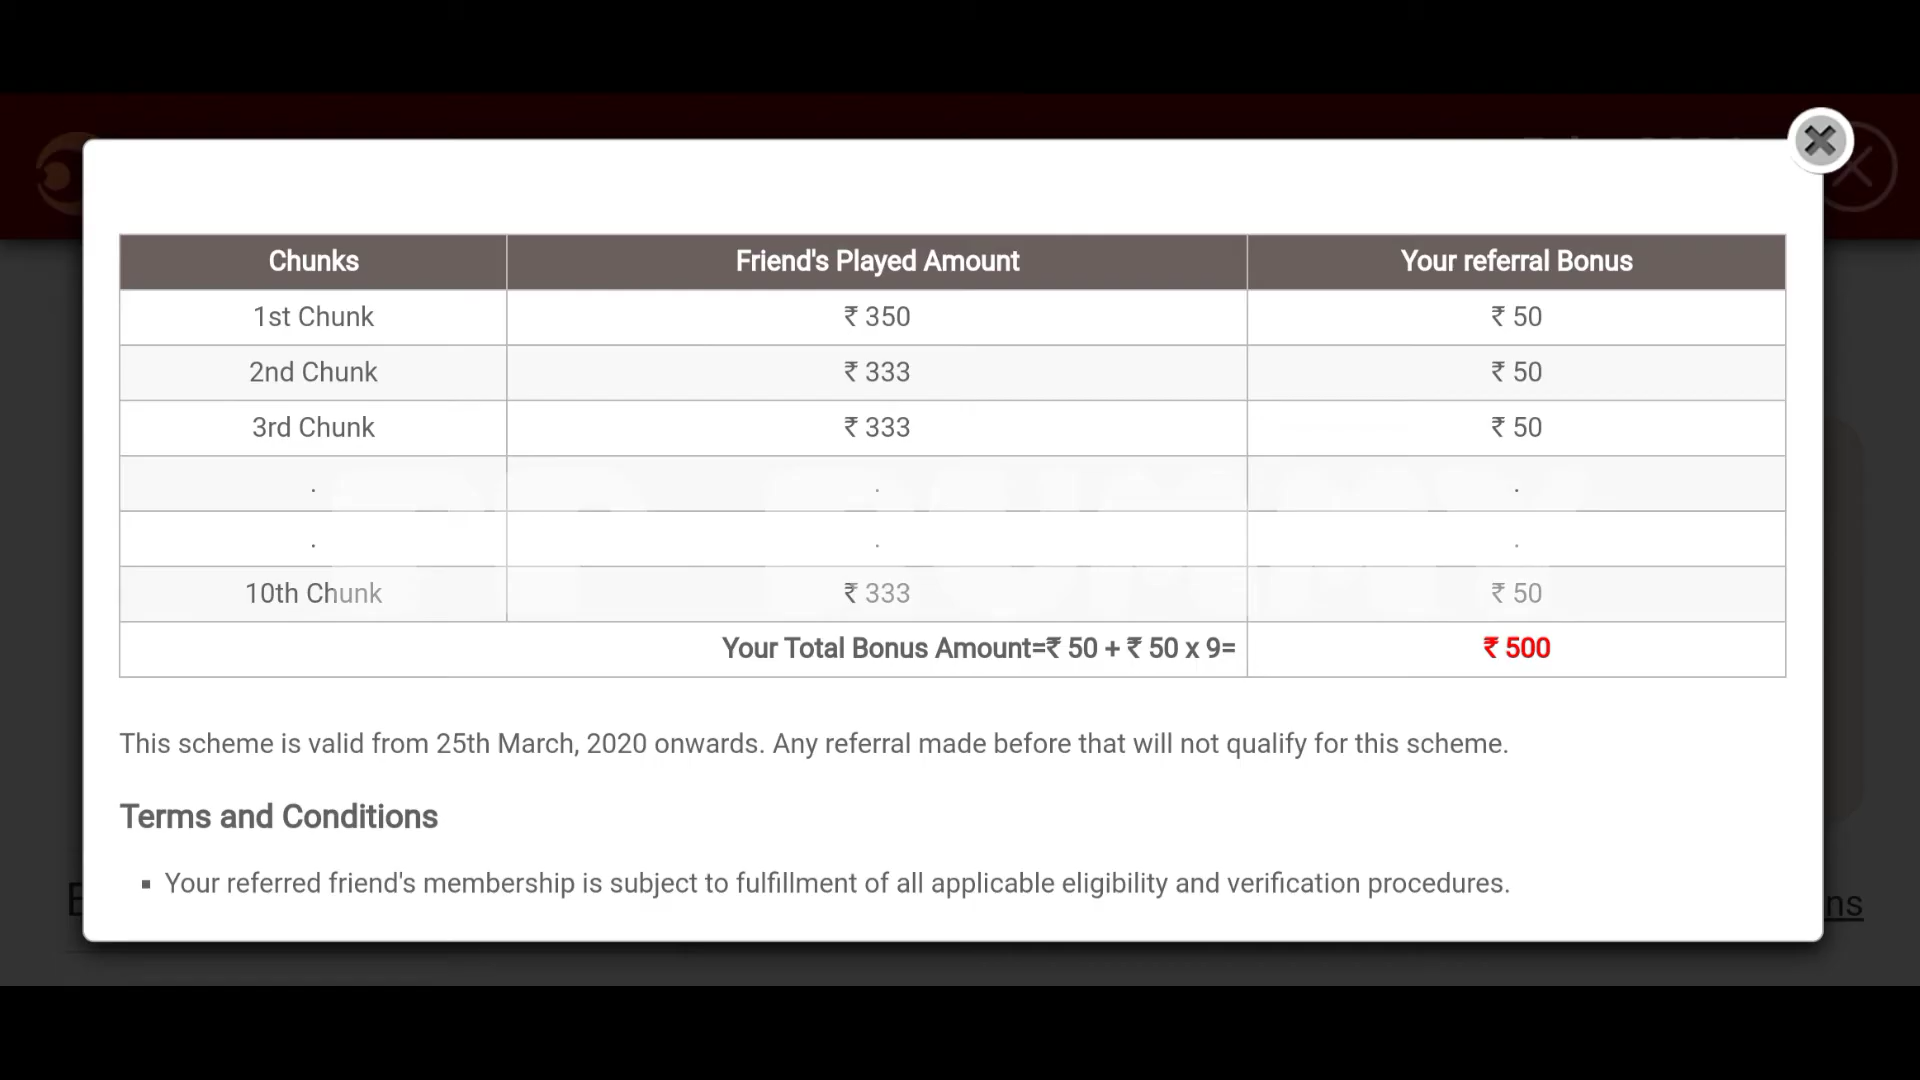 Chunks Friend's Played Amount Your referral Bonus
1st Chunk ₹ 350 ₹ 50
2nd Chunk ₹ 333 ₹ 50
3rd Chunk ₹ 333 ₹ 50
. . .
. . .
10th Chunk ₹ 333 ₹ 50
Your Total Bonus Amount=₹ 50 + ₹ 50 x 9= ₹ 500
This scheme is valid from 25th March, 2020 onwards. Any referral made before that will not qualify for this scheme.
Terms and Conditions
▪ Your referred friend's membership is subject to fulfillment of all applicable eligibility and verification procedures.